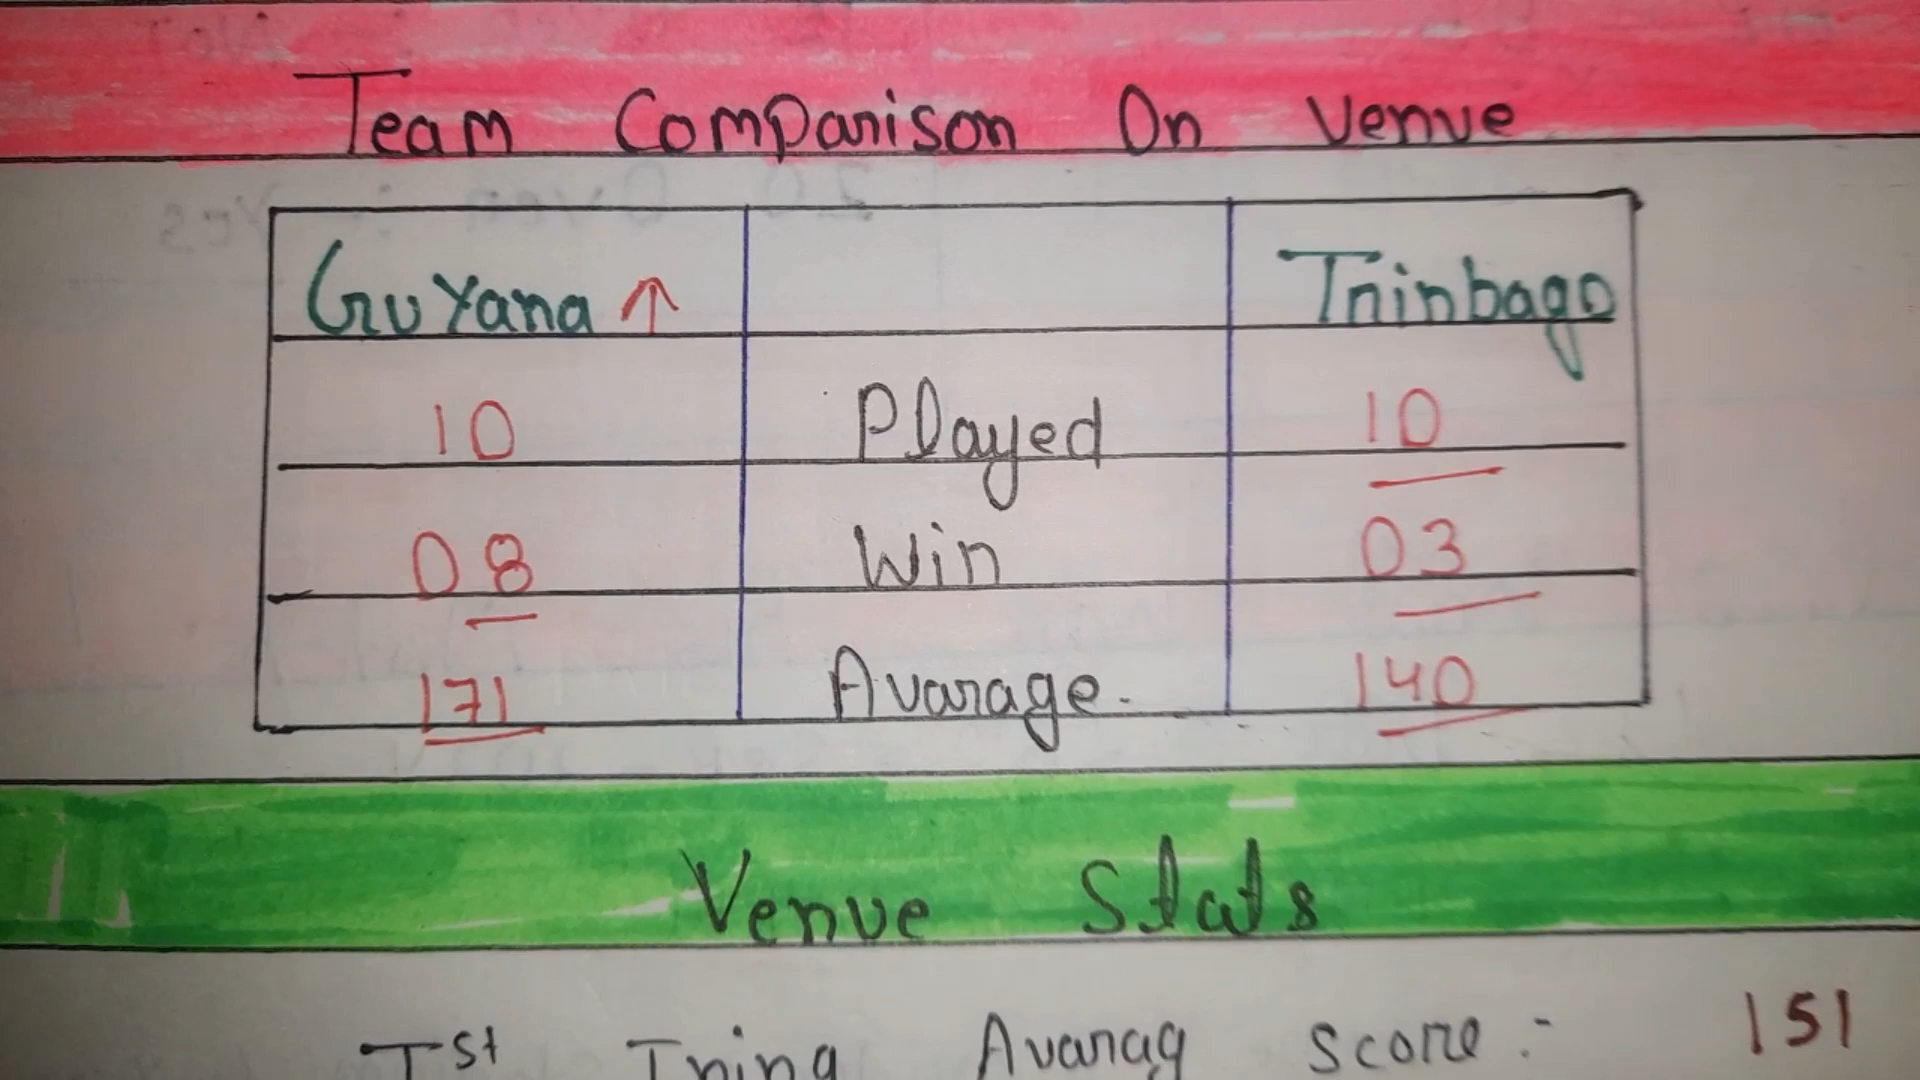 Team Comparison On Venue
Guyana ↑ Trinbago
10 Played 10
08 Win 03
171 Avarage.
140
Venue Stats
Ist Ining Avarag Score :- 151